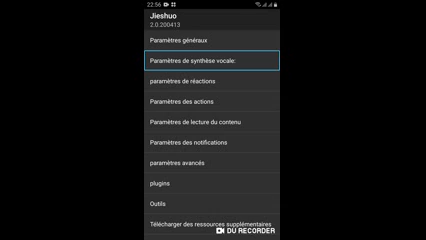 22:56
Jieshuo
2.0.200413
Paramètres généraux
Paramètres de synthèse vocale:
paramètres de réactions
Paramètres des actions
Paramètres de lecture du contenu
Paramètres des notifications
paramètres avancés
plugins
Outils
Télécharger des ressources supplémentaires
DU RECORDER